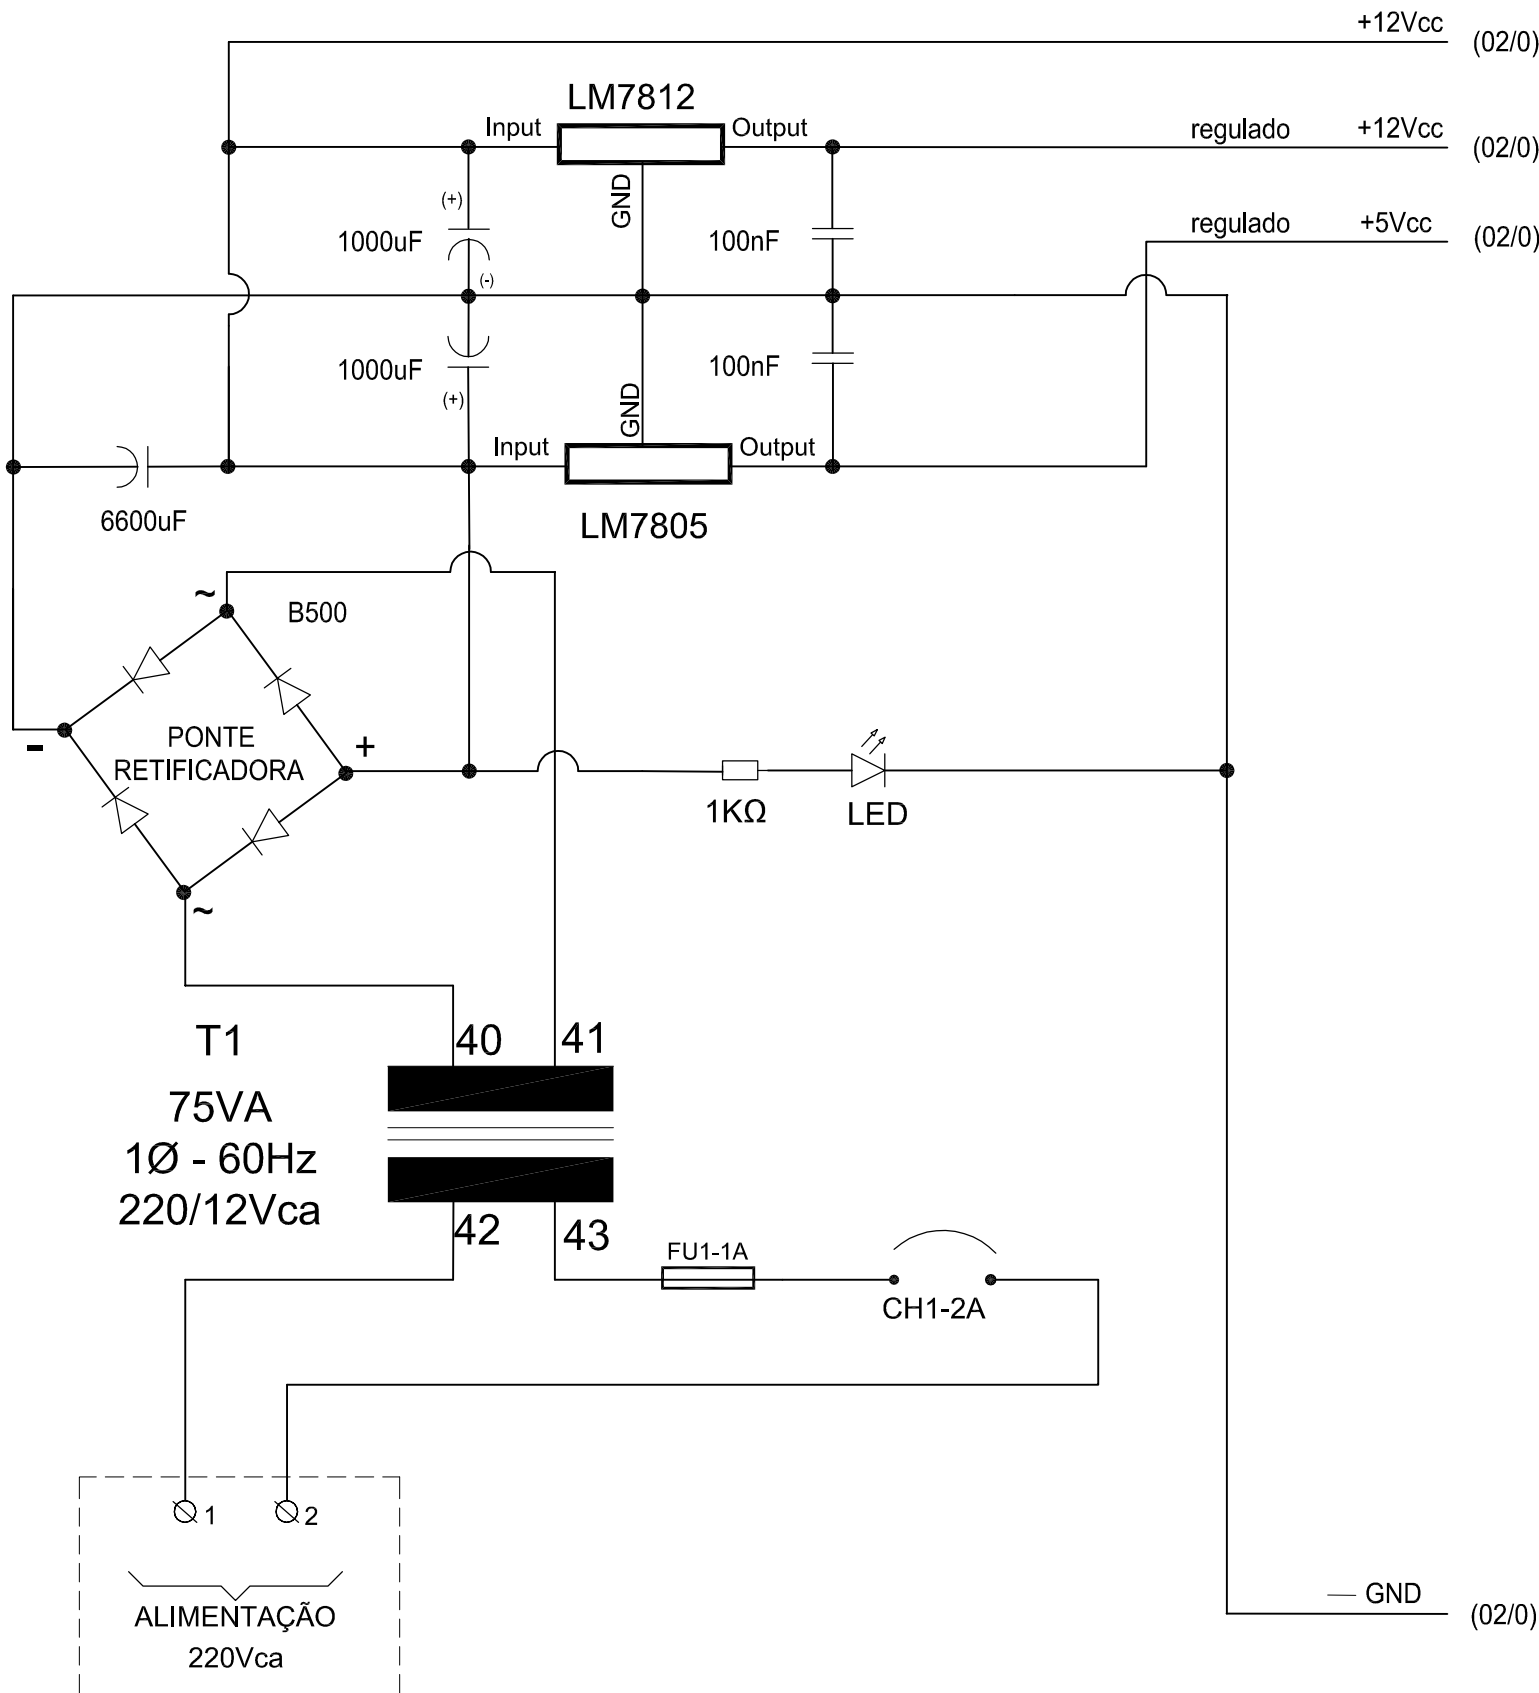 +12Vcc (02/0)
LM7812
Input Output regulado +12Vcc (02/0)
GND
(+)
1000uF 100nF regulado +5Vcc (02/0)
(-)
1000uF 100nF
(+)
GND
Input Output
6600uF
LM7805
~
B500
PONTE
RETIFICADORA
- +
1KΩ LED
~
T1 40 41
75VA
1Ø - 60Hz
220/12Vca
42 43
FU1-1A
CH1-2A
1 2
ALIMENTAÇÃO
220Vca
— GND (02/0)